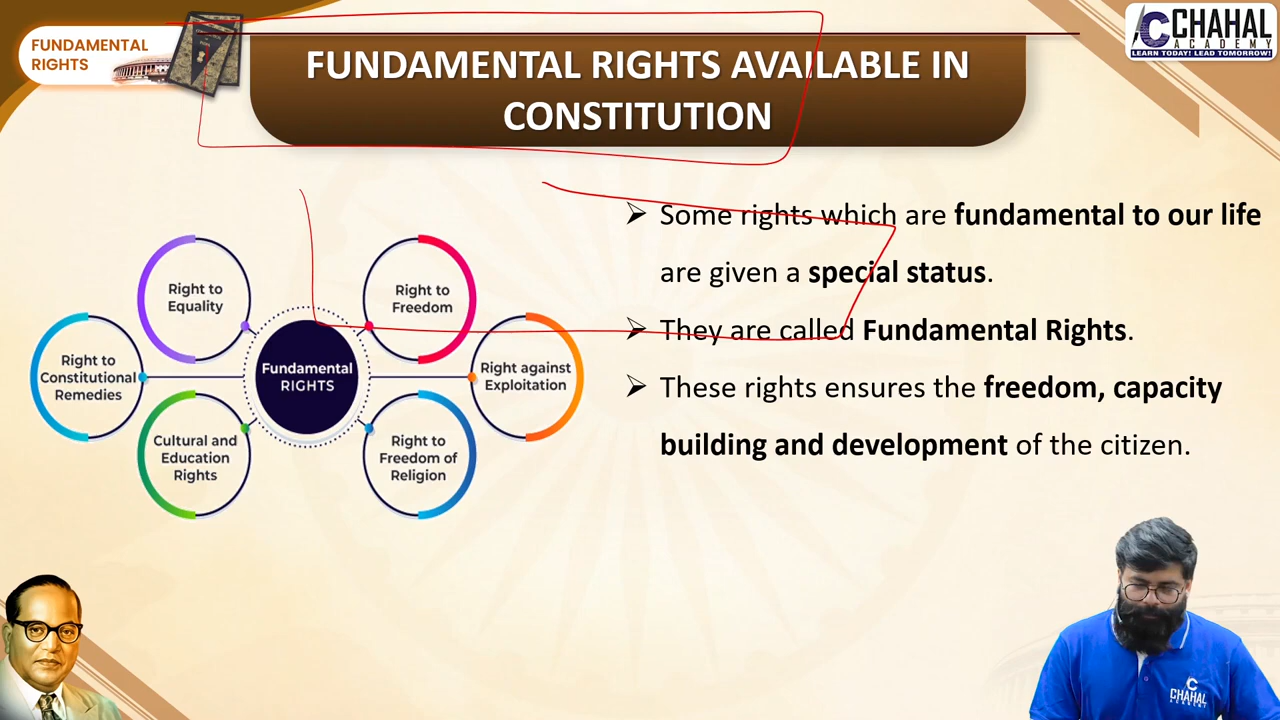 FUNDAMENTAL
RIGHTS
CHAHAL
ACADEMY
LEARN TODAY! LEAD TOMORROW!
FUNDAMENTAL RIGHTS AVAILABLE IN
CONSTITUTION
Right to
Equality
Right to
Freedom
Right to
Constitutional
Remedies
Fundamental
RIGHTS
Right against
Exploitation
Cultural and
Education
Rights
Right to
Freedom of
Religion
➢ Some rights which are fundamental to our life
are given a special status.
➢ They are called Fundamental Rights.
➢ These rights ensures the freedom, capacity
building and development of the citizen.
CHAHAL
ACADEMY